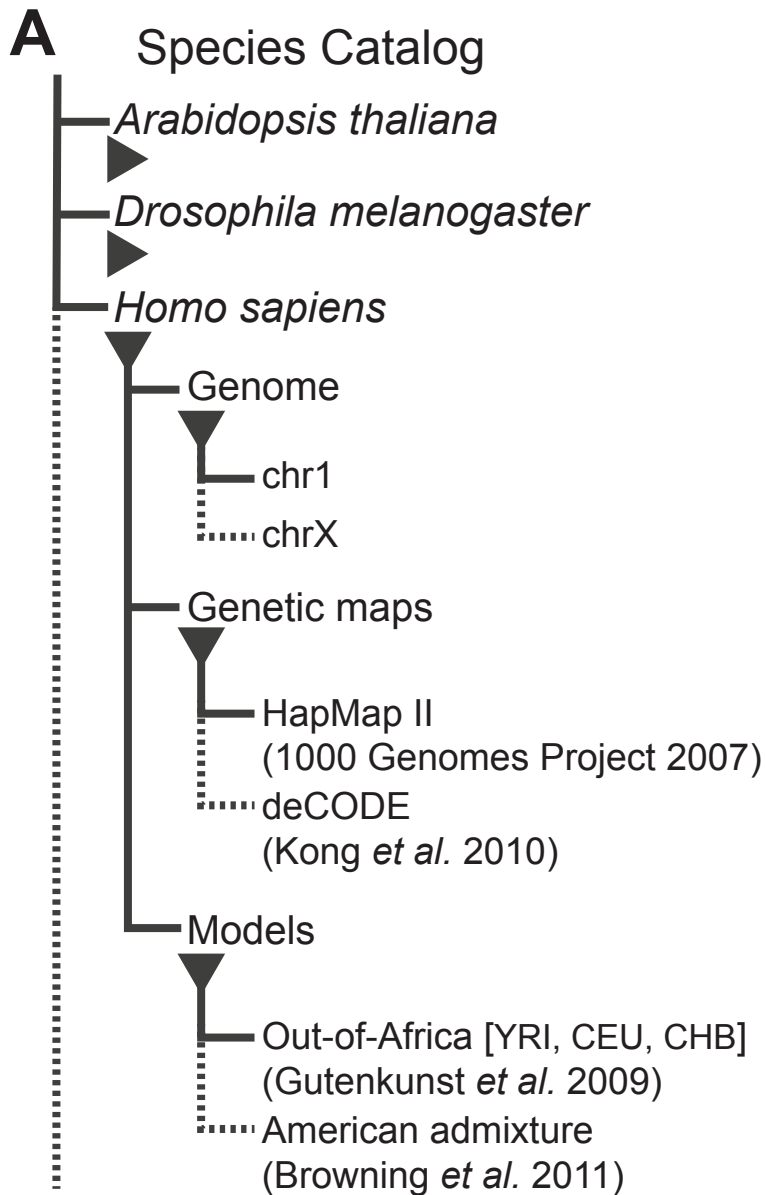 A
Species Catalog
Arabidopsis thaliana
Drosophila melanogaster
Homo sapiens
Genome
chr1
chrX
Genetic maps
HapMap II
(1000 Genomes Project 2007)
deCODE
(Kong et al. 2010)
Models
Out-of-Africa [YRI, CEU, CHB]
(Gutenkunst et al. 2009)
American admixture
(Browning et al. 2011)